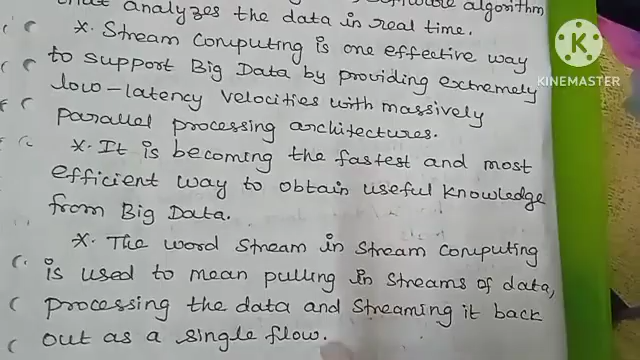 that analyzes the data in real time.
algorithm
*. Stream Computing is one effective way
to support Big Data by providing extremely
low-latency velocities with massively
parallel processing architectures.
*. It is becoming the fastest and most
efficient way to obtain useful knowledge
from Big Data.
*. The word stream in stream computing
is used to mean pulling in streams of data,
processing the data and streaming it back
out as a single flow.
KINEMASTER